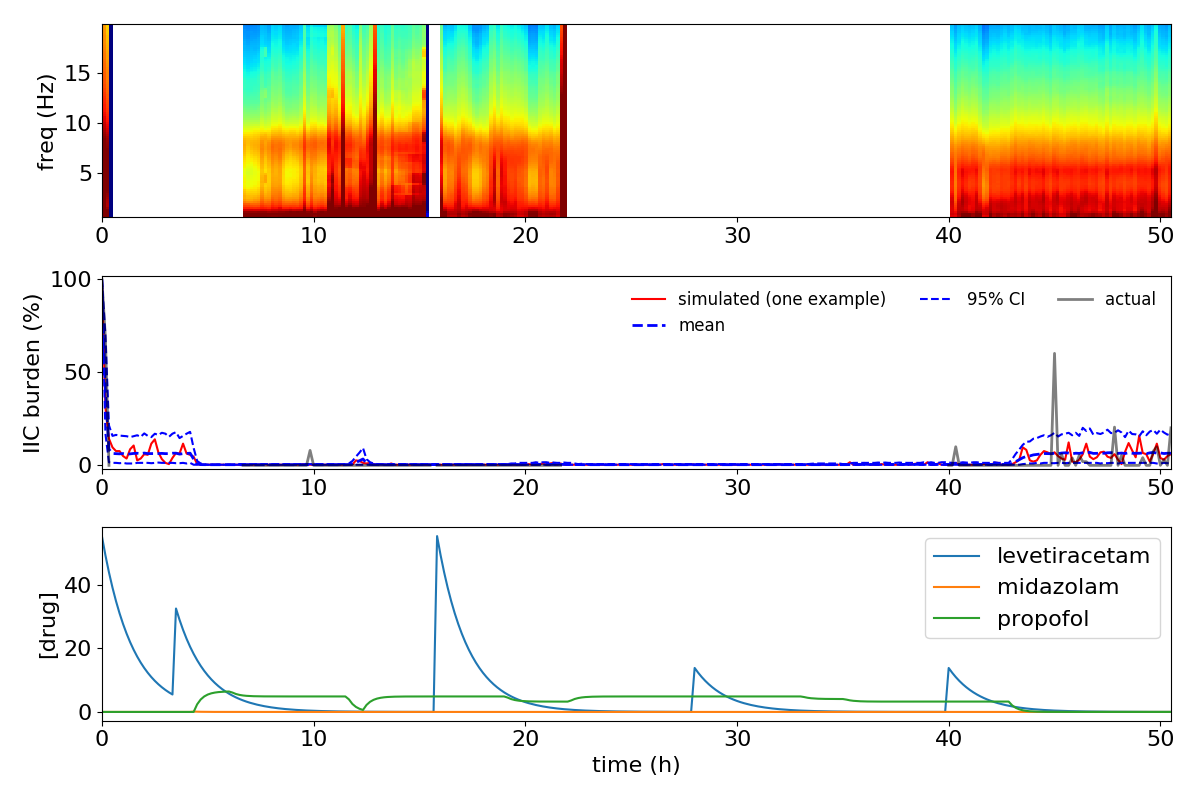 freq (Hz)
15
10
5
0 10 20 30 40 50
IIC burden (%)
100
50
0
simulated (one example)
mean
95% CI
actual
0 10 20 30 40 50
[drug]
40
20
0
levetiracetam
midazolam
propofol
0 10 20 30 40 50
time (h)